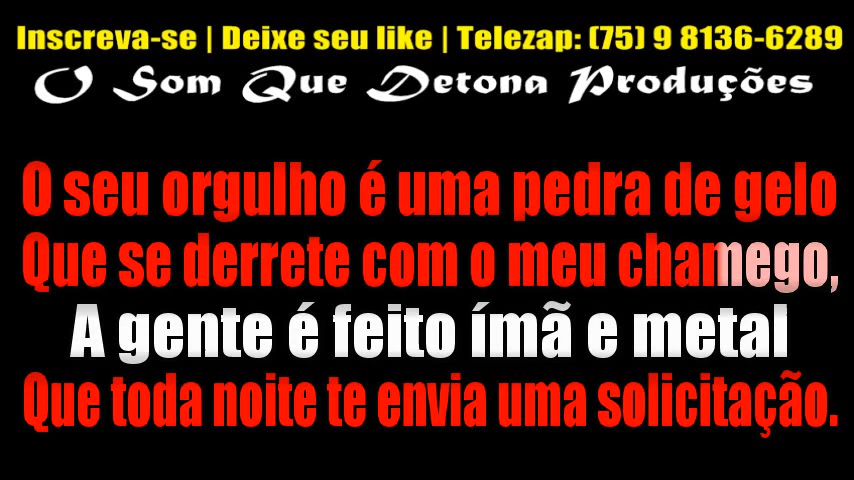 Inscreva-se | Deixe seu like | Telezap: (75) 9 8136-6289
O Som Que Detona Produções
O seu orgulho é uma pedra de gelo
Que se derrete com o meu chamego,
A gente é feito ímã e metal
Que toda noite te envia uma solicitação.